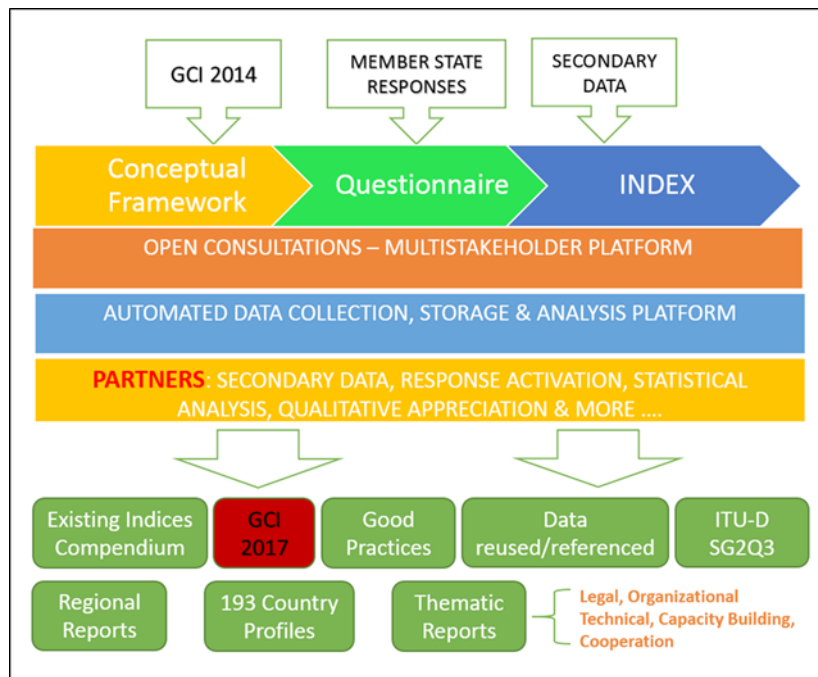 GCI 2014
MEMBER STATE
RESPONSES
SECONDARY
DATA
Conceptual
Framework
Questionnaire
INDEX
OPEN CONSULTATIONS – MULTISTAKEHOLDER PLATFORM
AUTOMATED DATA COLLECTION, STORAGE & ANALYSIS PLATFORM
PARTNERS: SECONDARY DATA, RESPONSE ACTIVATION, STATISTICAL
ANALYSIS, QUALITATIVE APPRECIATION & MORE ....
Existing Indices
Compendium
GCI
2017
Good
Practices
Data
reused/referenced
ITU-D
SG2Q3
Regional
Reports
193 Country
Profiles
Thematic
Reports
Legal, Organizational
Technical, Capacity Building,
Cooperation